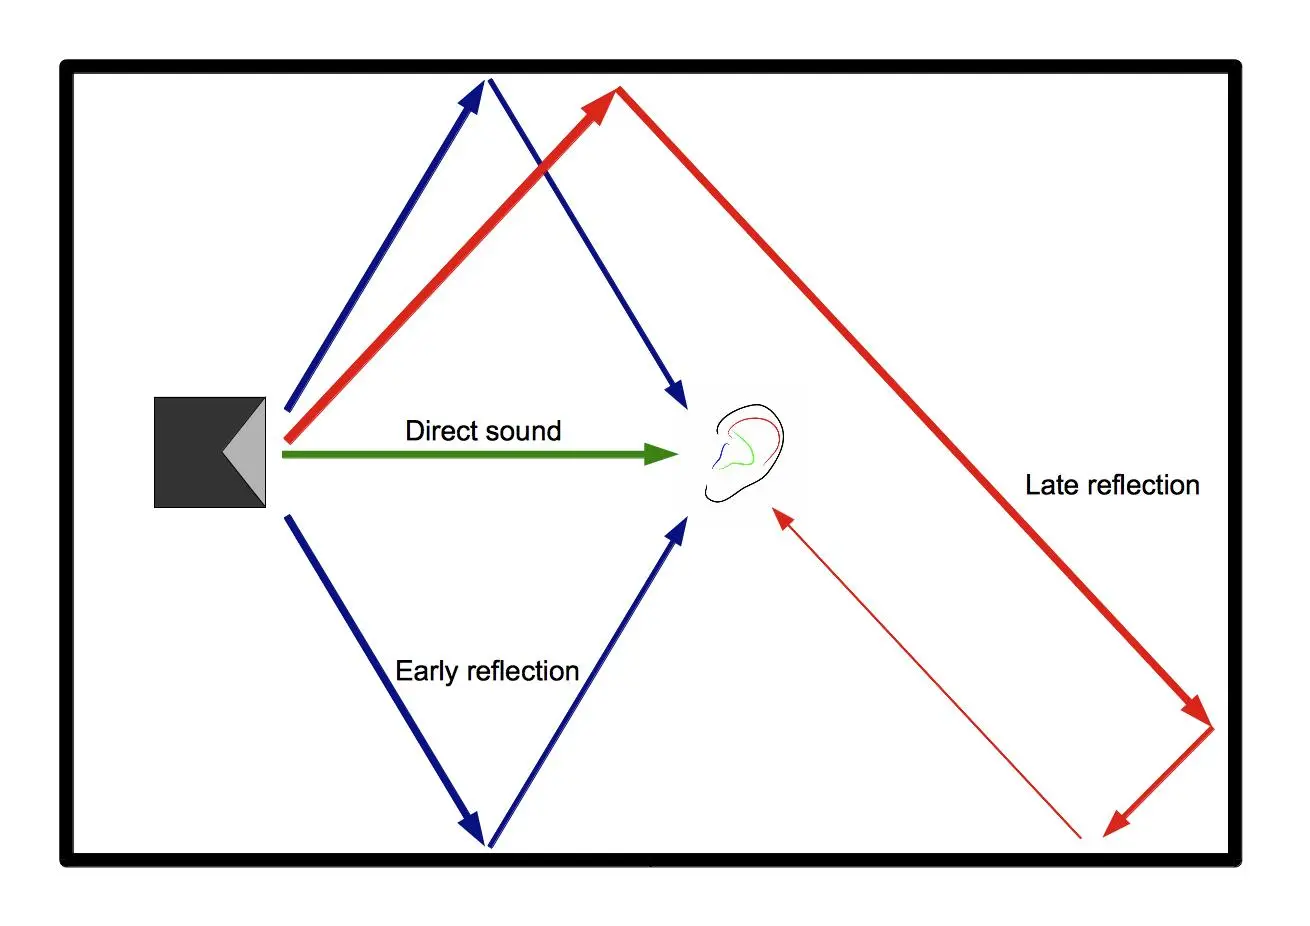 Direct sound
Late reflection
Early reflection